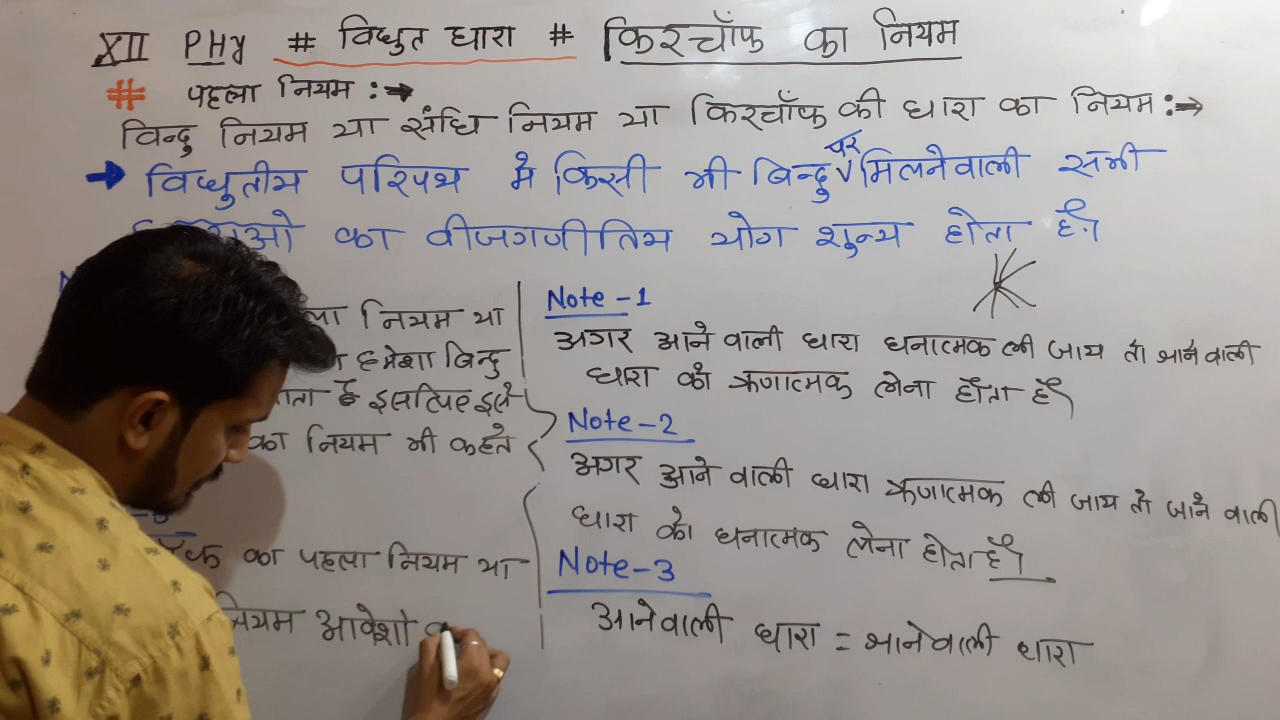 XII PHY # विधुत धारा # किरचॉफ का नियम
# पहला नियम :→
विन्दु नियम या संधि नियम या किरचॉफ की धारा का नियम :→
→ विधुतीय परिपथ मे किसी भी बिन्दु पर मिलनेवाली सभी
का वीजगणीतिय योग शुन्य होता है।
नियम या
हमेशा बिन्दु
है इसलिए इसे
का नियम भी कहते
का पहला नियम या
नियम आवेशो
Note-1
अगर आने वाली धारा धनात्मक ली जाय तो जाने वाली
धारा को ऋणात्मक लेना होता है
Note-2
अगर आने वाली धारा ऋणात्मक ली जाय तो जाने वाली
धारा को धनात्मक लेना होता है।
Note-3
आनेवाली धारा = जानेवाली धारा